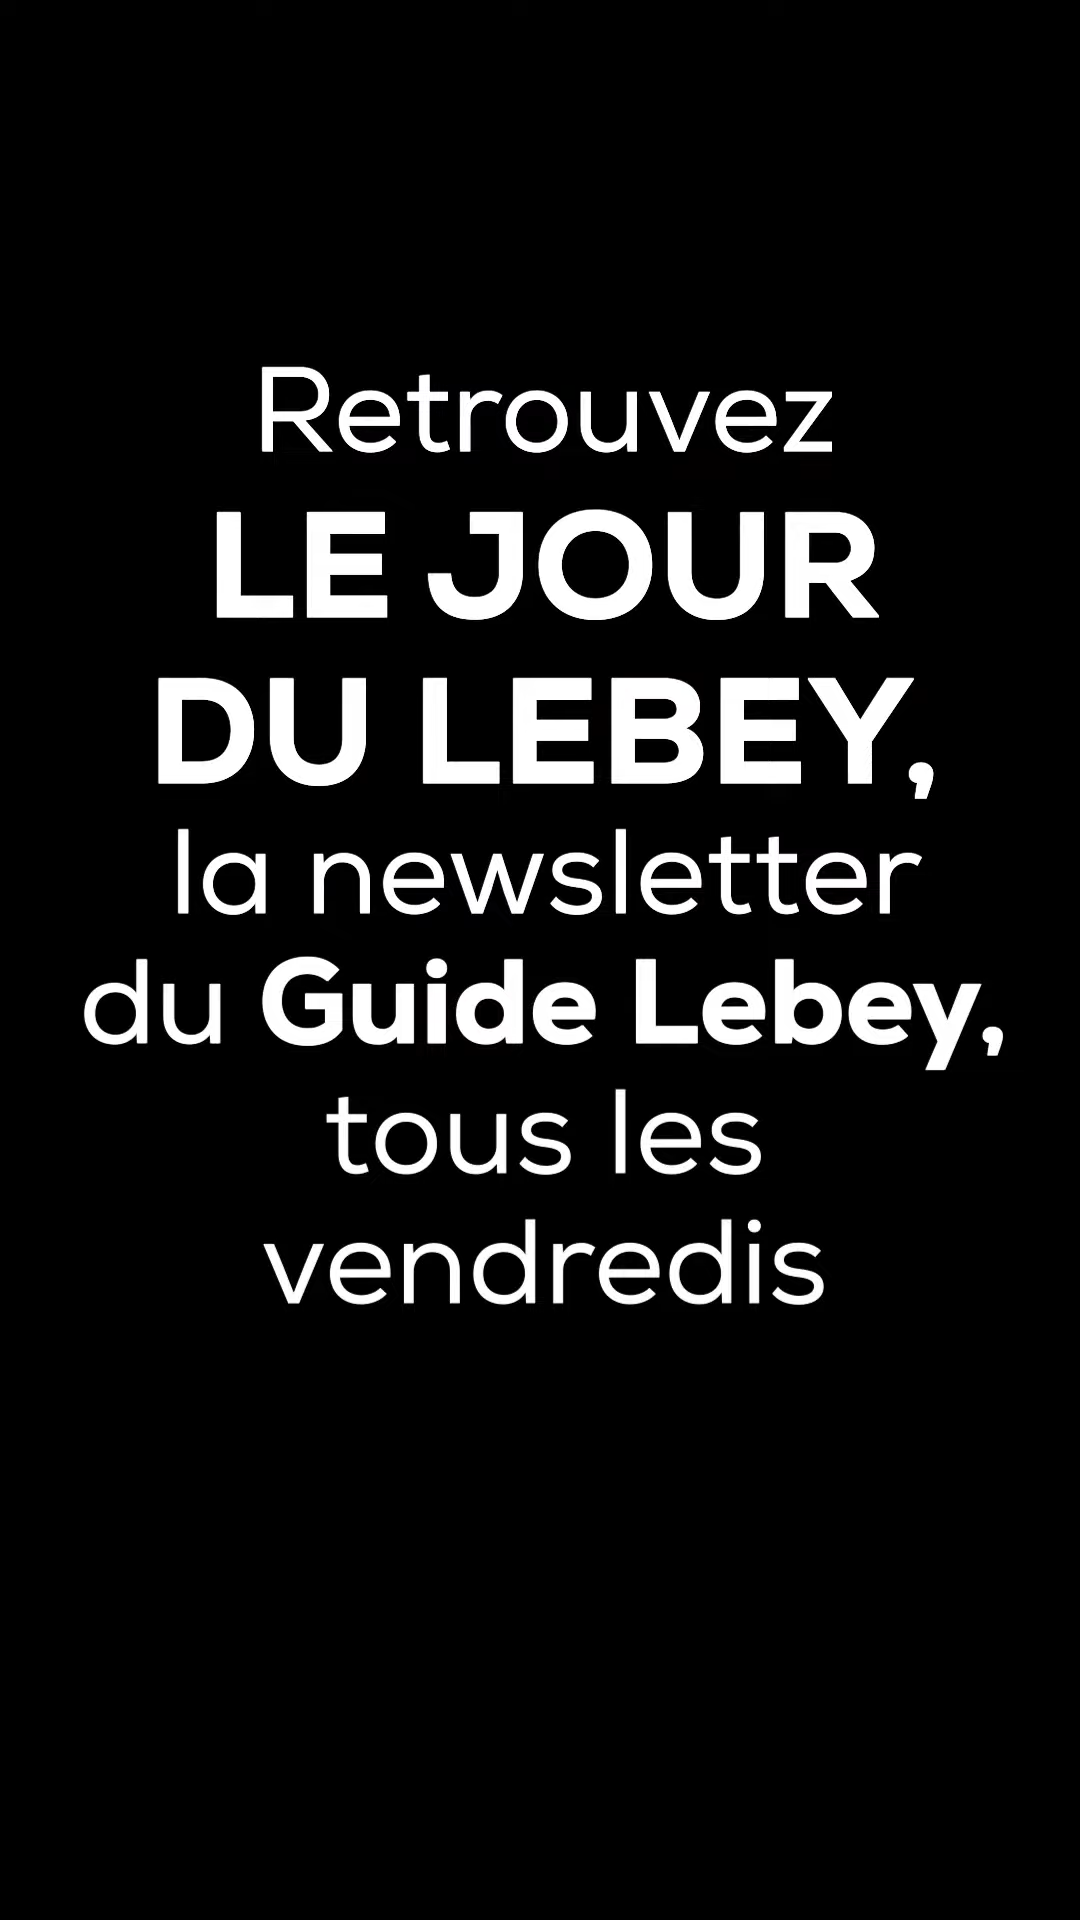 Retrouvez
LE JOUR
DU LEBEY,
la newsletter
du Guide Lebey,
tous les
vendredis